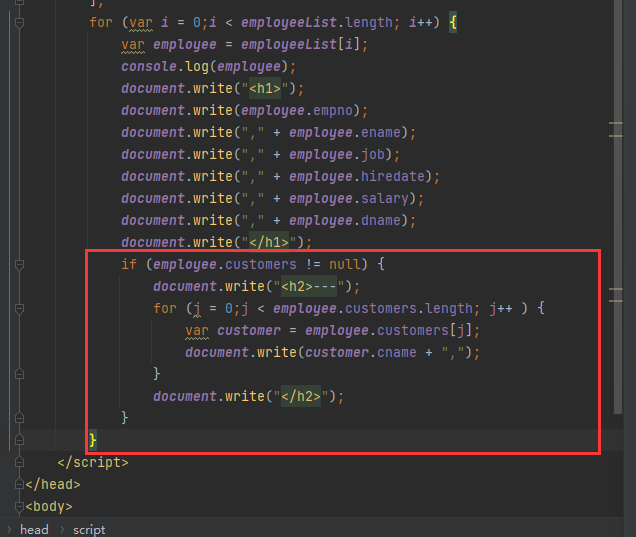 ];
for (var i = 0;i < employeeList.length; i++) {
var employee = employeeList[i];
console.log(employee);
document.write("<h1>");
document.write(employee.empno);
document.write("," + employee.ename);
document.write("," + employee.job);
document.write("," + employee.hiredate);
document.write("," + employee.salary);
document.write("," + employee.dname);
document.write("</h1>");
if (employee.customers != null) {
document.write("<h2>---");
for (j = 0;j < employee.customers.length; j++ ) {
var customer = employee.customers[j];
document.write(customer.cname + ",");
}
document.write("</h2>");
}
}
</script>
</head>
<body>
head › script